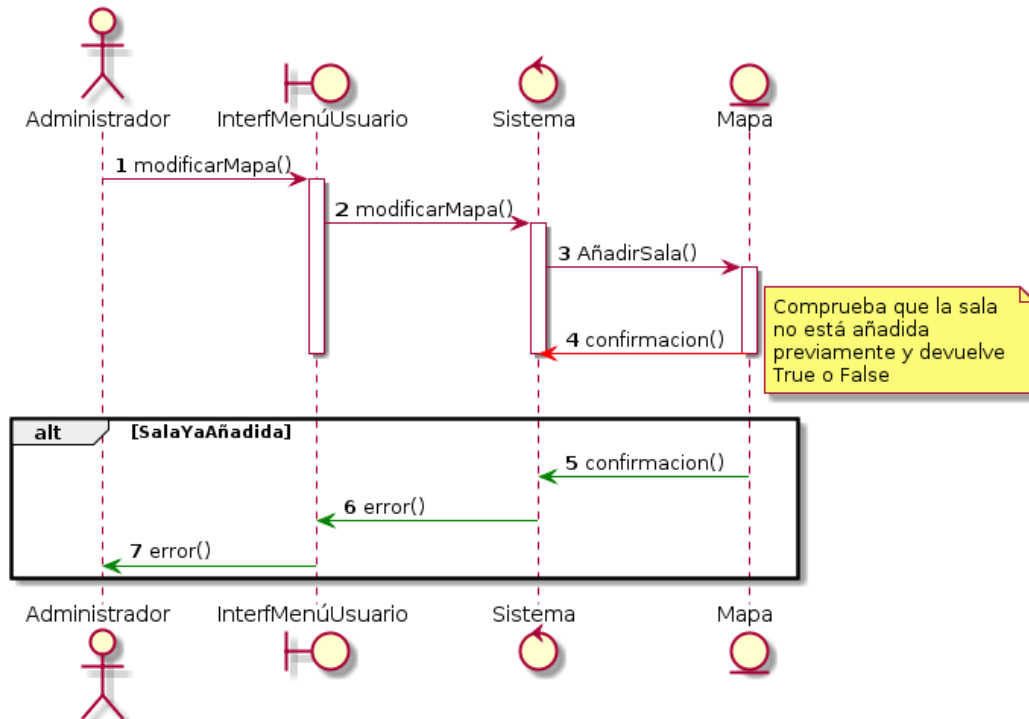 Administrador
InterfMenúUsuario
Sistema
Mapa
1 modificarMapa()
2 modificarMapa()
3 AñadirSala()
Comprueba que la sala
no está añadida
previamente y devuelve
True o False
4 confirmacion()
alt
[SalaYaAñadida]
5 confirmacion()
6 error()
7 error()
Administrador
InterfMenúUsuario
Sistema
Mapa